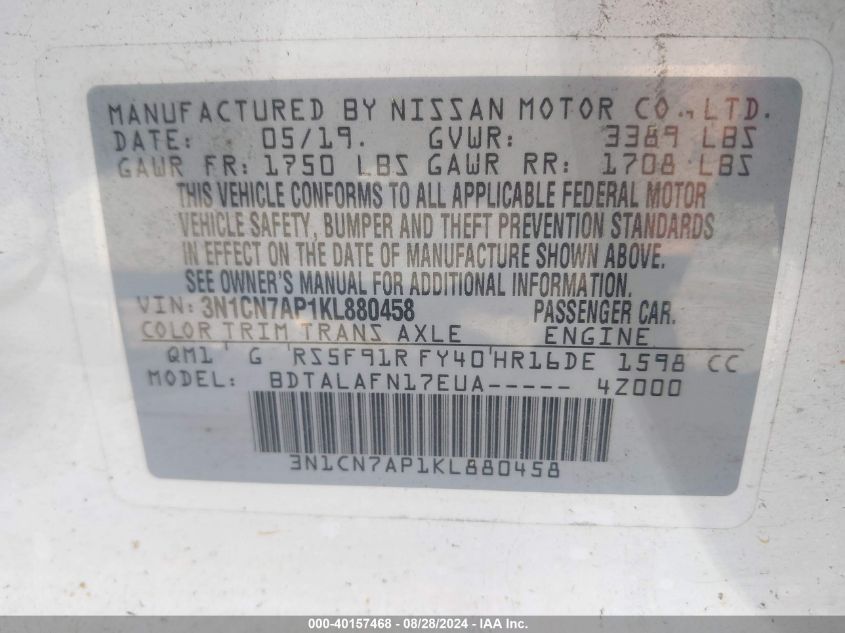 MANUFACTURED BY NISSAN MOTOR CO., LTD.
DATE: 05/19. GVWR: 3389 LBS
GAWR FR: 1750 LBS GAWR RR: 1708 LBS
THIS VEHICLE CONFORMS TO ALL APPLICABLE FEDERAL MOTOR
VEHICLE SAFETY, BUMPER AND THEFT PREVENTION STANDARDS
IN EFFECT ON THE DATE OF MANUFACTURE SHOWN ABOVE.
SEE OWNER'S MANUAL FOR ADDITIONAL INFORMATION.
VIN: 3N1CN7AP1KL880458 PASSENGER CAR.
COLOR TRIM TRANS AXLE ENGINE
QM1 G RS5F91R FY40 HR16DE 1598 CC
MODEL: BDTALAFN17EUA----- 4Z000
3N1CN7AP1KL880458
000-40157468 - 08/28/2024 - IAA Inc.